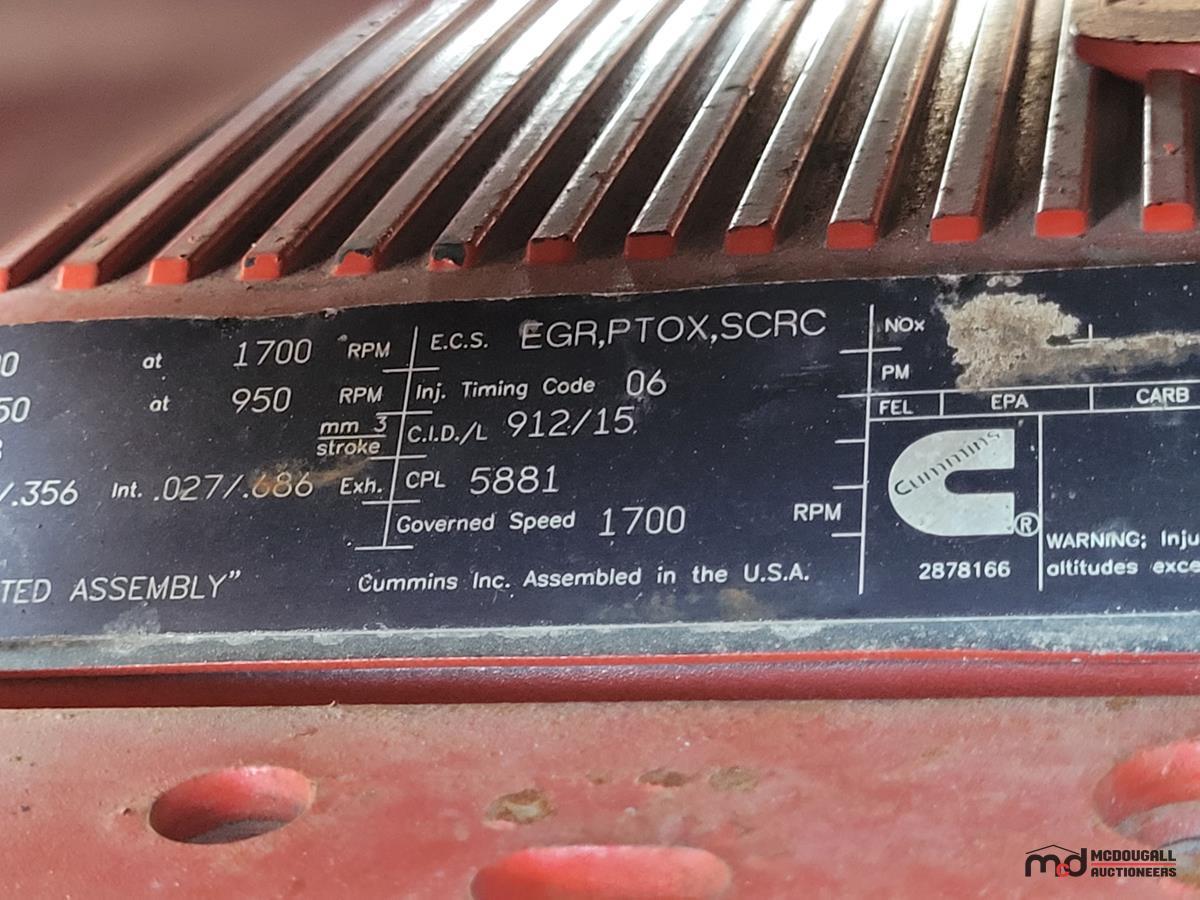 00 at 1700 RPM
50 at 950 RPM
mm 3
stroke
/.356 Int. .027/.686 Exh.
TED ASSEMBLY"
E.C.S. EGR,PTOX,SCRC
Inj. Timing Code 06
C.I.D./L 912/15
CPL 5881
Governed Speed 1700 RPM
Cummins Inc. Assembled in the U.S.A.
NOx
PM
FEL EPA CARB
Cummins
®
2878166
WARNING; Inju
altitudes exce
mcd MCDOUGALL
AUCTIONEERS